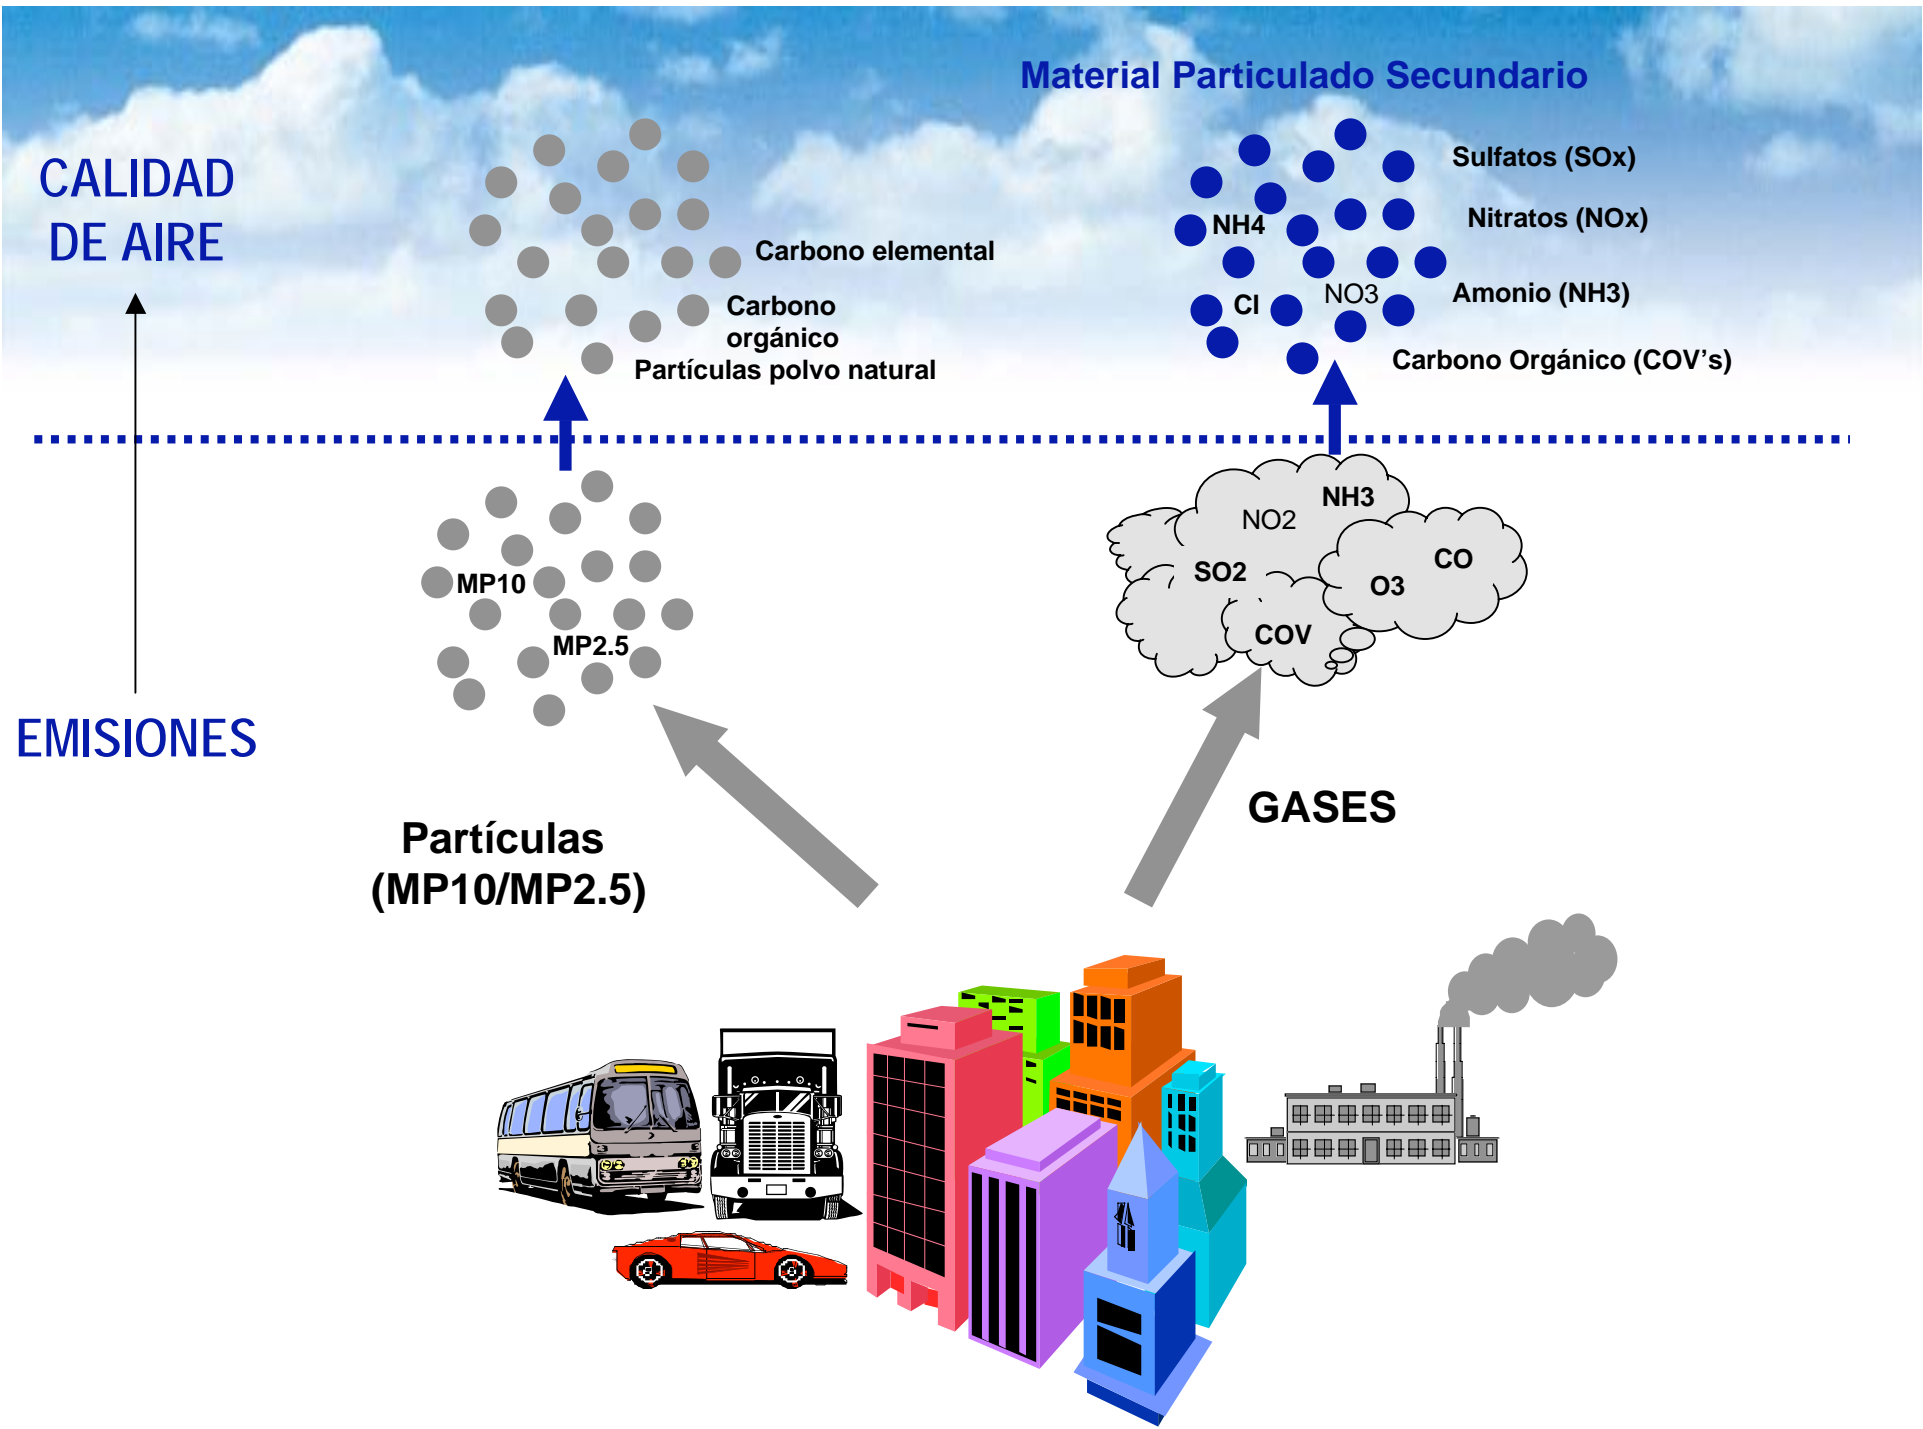 Material Particulado Secundario
CALIDAD
DE AIRE
Carbono elemental
Carbono
orgánico
Partículas polvo natural
NH4
Cl
NO3
Sulfatos (SOx)
Nitratos (NOx)
Amonio (NH3)
Carbono Orgánico (COV's)
EMISIONES
MP10
MP2.5
NH3
NO2
SO2
CO
O3
COV
Partículas
(MP10/MP2.5)
GASES